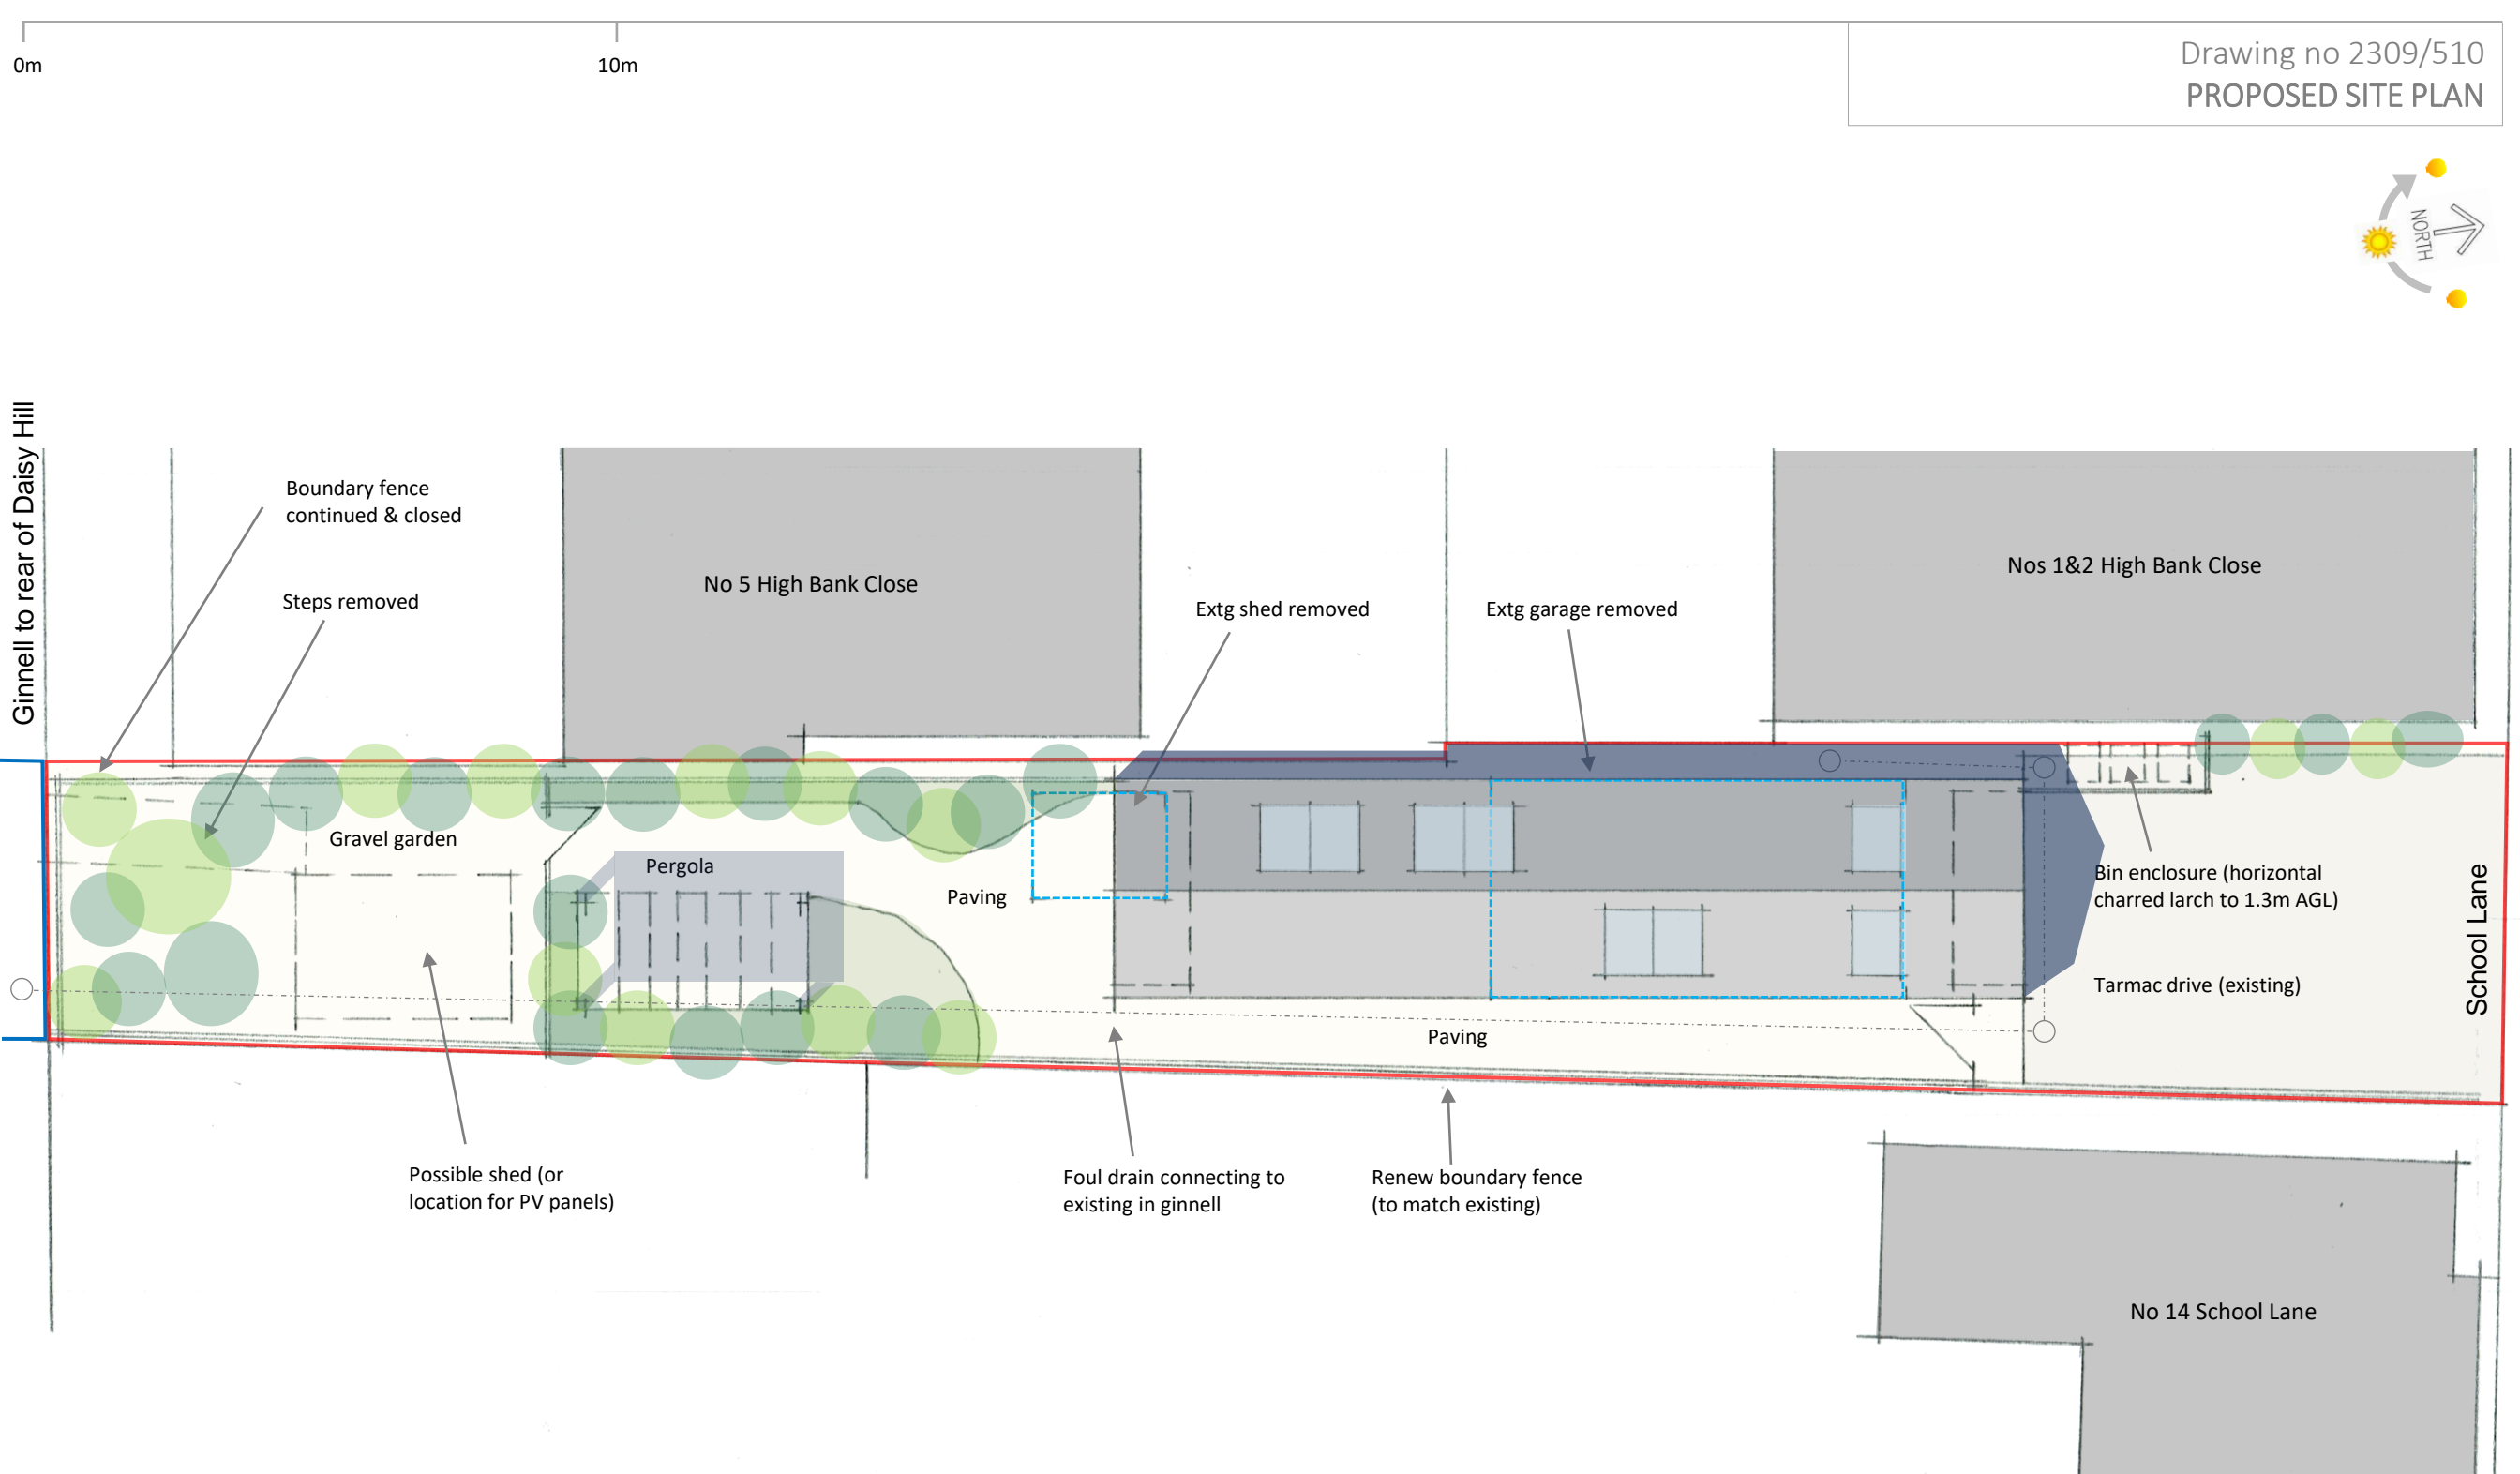 0m
10m
Drawing no 2309/510
PROPOSED SITE PLAN
NORTH
Ginnell to rear of Daisy Hill
Boundary fence
continued & closed
Steps removed
No 5 High Bank Close
Extg shed removed
Extg garage removed
Nos 1&2 High Bank Close
Gravel garden
Pergola
Paving
Bin enclosure (horizontal
charred larch to 1.3m AGL)
Tarmac drive (existing)
School Lane
Paving
Possible shed (or
location for PV panels)
Foul drain connecting to
existing in ginnell
Renew boundary fence
(to match existing)
No 14 School Lane